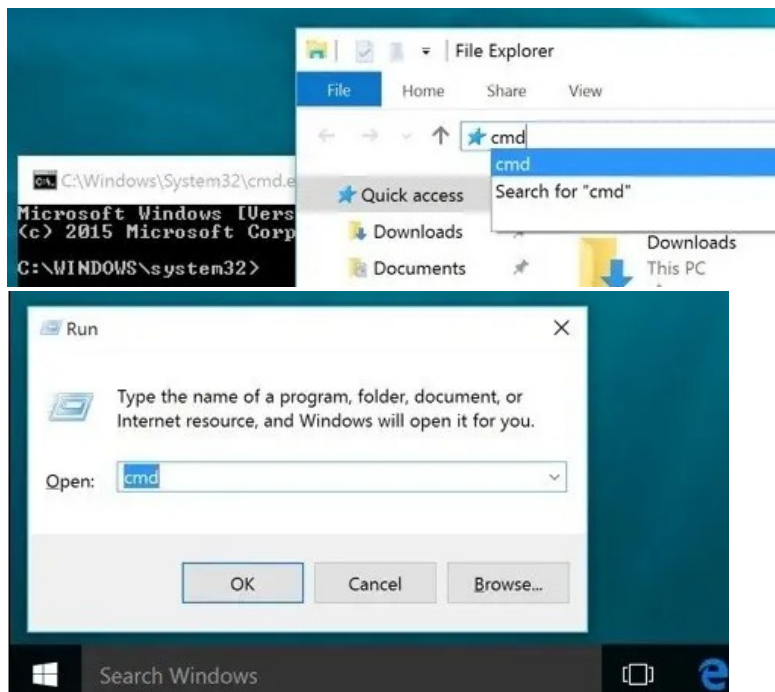 File Explorer
File Home Share View
cmd
cmd
Search for "cmd"
C:\Windows\System32\cmd.e
Microsoft Windows [Vers
(c) 2015 Microsoft Corp
C:\WINDOWS\system32>
Quick access
Downloads
Documents
Downloads
This PC
Run
Type the name of a program, folder, document, or
Internet resource, and Windows will open it for you.
Open: cmd
OK Cancel Browse...
Search Windows